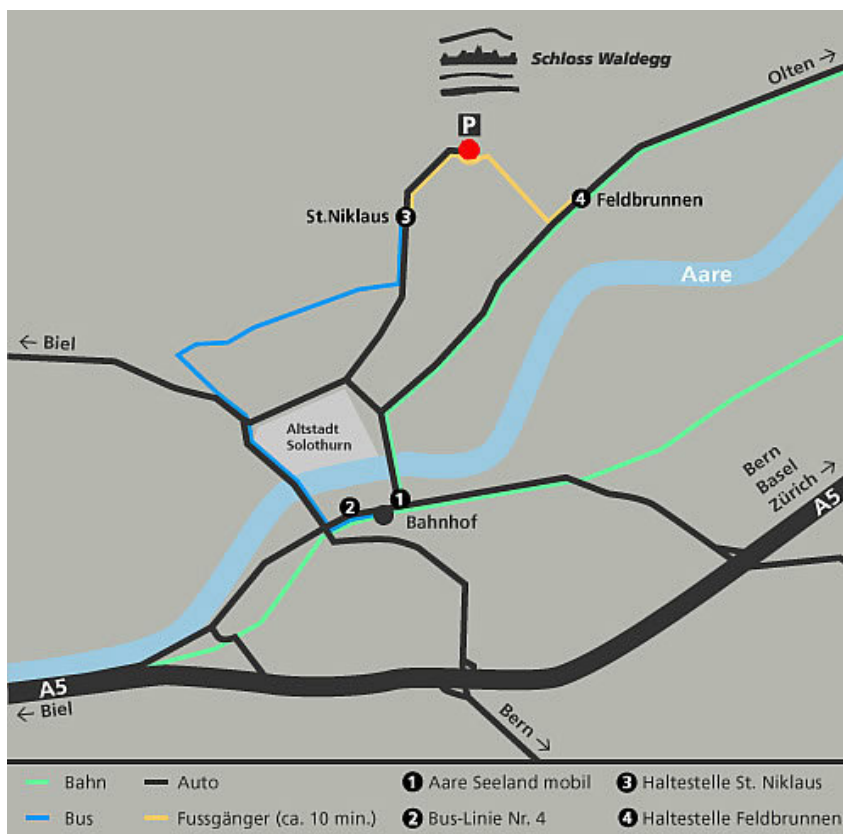 Schloss Waldegg
Olten →
P
4 Feldbrunnen
St.Niklaus 3
Aare
← Biel
Altstadt
Solothurn
Bern
Basel
Zürich →
A5
2
1
Bahnhof
A5
← Biel
Bern →
Bahn
Auto
1 Aare Seeland mobil
3 Haltestelle St. Niklaus
Bus
Fussgänger (ca. 10 min.)
2 Bus-Linie Nr. 4
4 Haltestelle Feldbrunnen